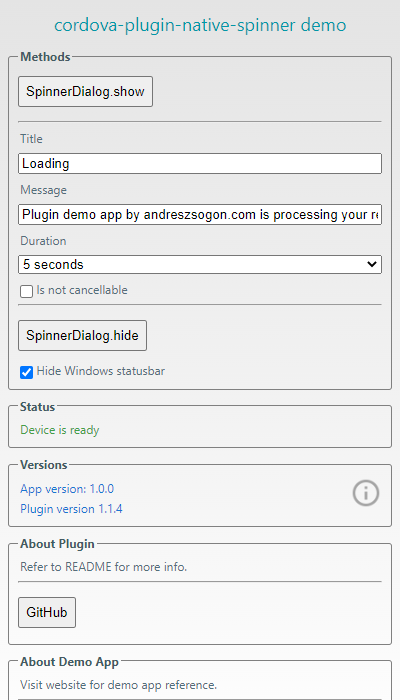 cordova-plugin-native-spinner demo
Methods
SpinnerDialog.show
Title
Loading
Message
Plugin demo app by andreszsogon.com is processing your re
Duration
5 seconds
Is not cancellable
SpinnerDialog.hide
Hide Windows statusbar
Status
Device is ready
Versions
App version: 1.0.0
Plugin version 1.1.4
About Plugin
Refer to README for more info.
GitHub
About Demo App
Visit website for demo app reference.